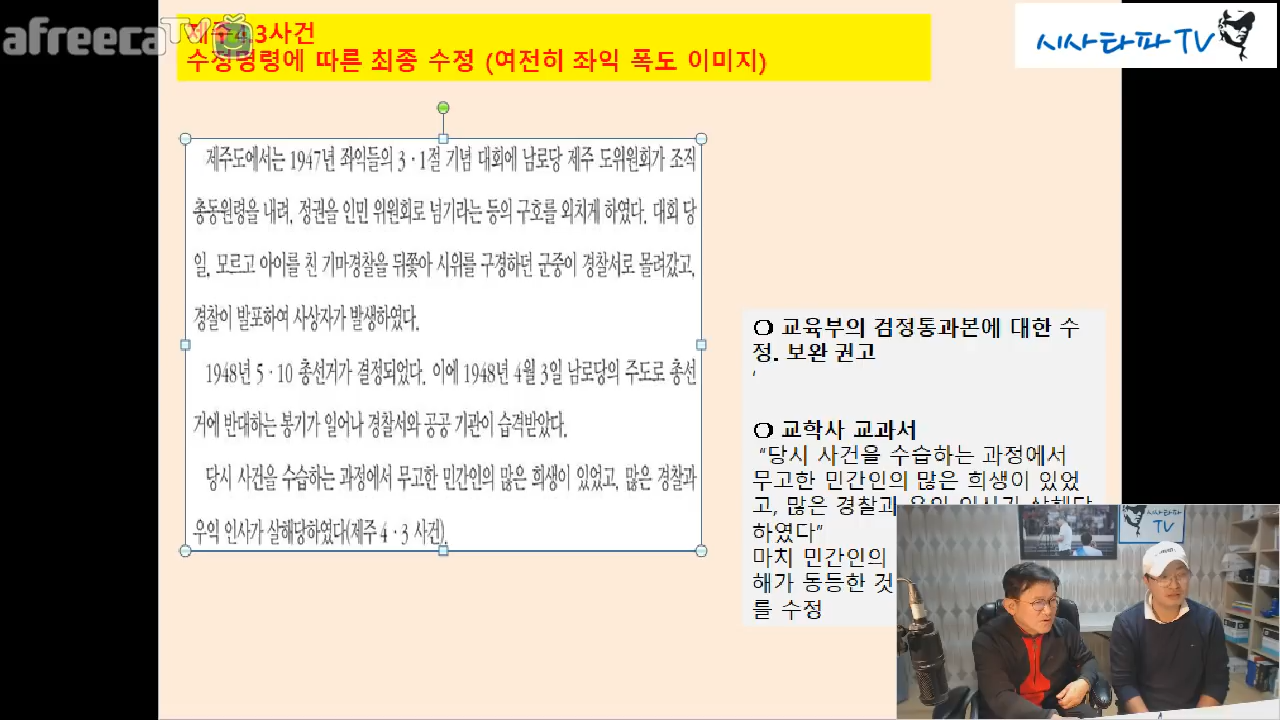 afreecaTV
제주4.3사건
수정명령에 따른 최종 수정 (여전히 좌익 폭도 이미지)
시사타파TV
제주도에서는 1947년 좌익들의 3·1절 기념 대회에 남로당 제주 도위원회가 조직
총동원령을 내려, 정권을 인민 위원회로 넘기라는 등의 구호를 외치게 하였다. 대회 당
일, 모르고 아이를 친 기마경찰을 뒤쫓아 시위를 구경하던 군중이 경찰서로 몰려갔고,
경찰이 발포하여 사상자가 발생하였다.
1948년 5·10 총선거가 결정되었다. 이에 1948년 4월 3일 남로당의 주도로 총선
거에 반대하는 봉기가 일어나 경찰서와 공공 기관이 습격받았다.
당시 사건을 수습하는 과정에서 무고한 민간인의 많은 희생이 있었고, 많은 경찰과
우익 인사가 살해당하였다(제주 4·3 사건).
○ 교육부의 검정통과본에 대한 수
정. 보완 권고
‘
○ 교학사 교과서
“당시 사건을 수습하는 과정에서
무고한 민간인의 많은 희생이 있었
고, 많은 경찰과 우익 인사가 살해당
하였다”
마치 민간인의
해가 동등한 것
를 수정
시사타파
TV